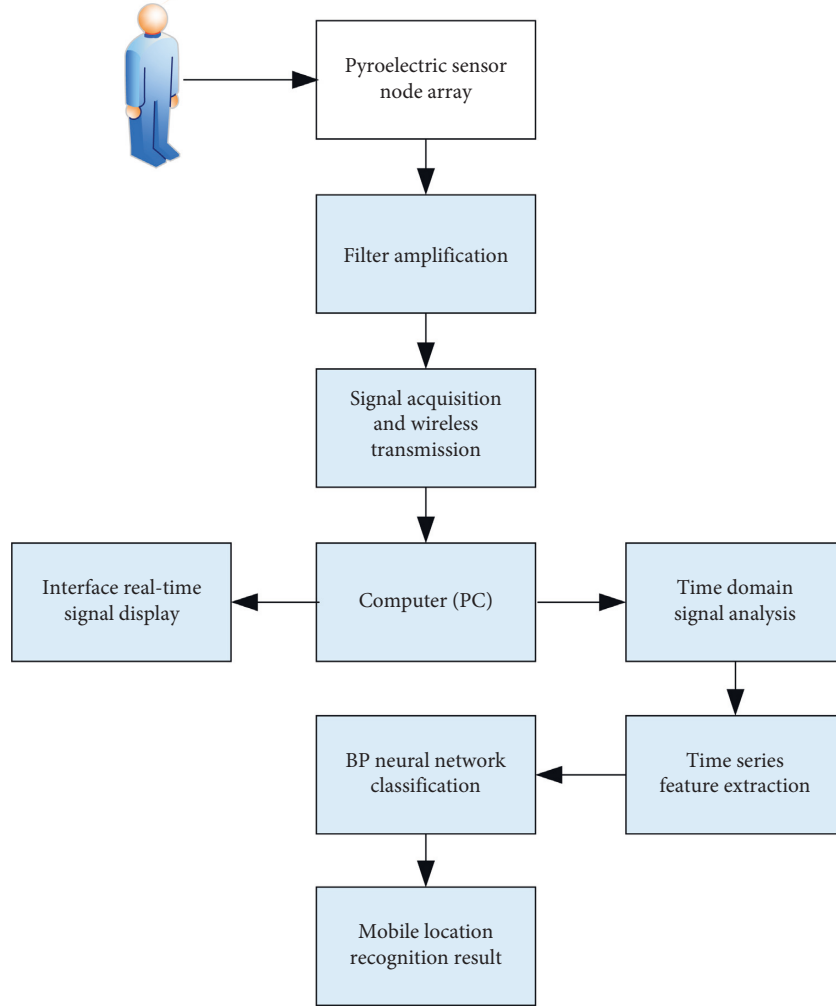 Pyroelectric sensor
node array
Filter amplification
Signal acquisition
and wireless
transmission
Interface real-time
signal display
Computer (PC)
Time domain
signal analysis
BP neural network
classification
Time series
feature extraction
Mobile location
recognition result